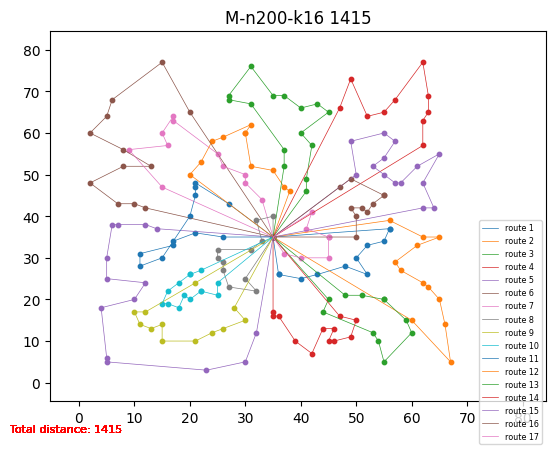 M-n200-k16 1415
80
70
60
50
40
30
20
10
0
0 10 20 30 40 50 60 70 80
route 1
route 2
route 3
route 4
route 5
route 6
route 7
route 8
route 9
route 10
route 11
route 12
route 13
route 14
route 15
route 16
route 17
Total distance: 1415